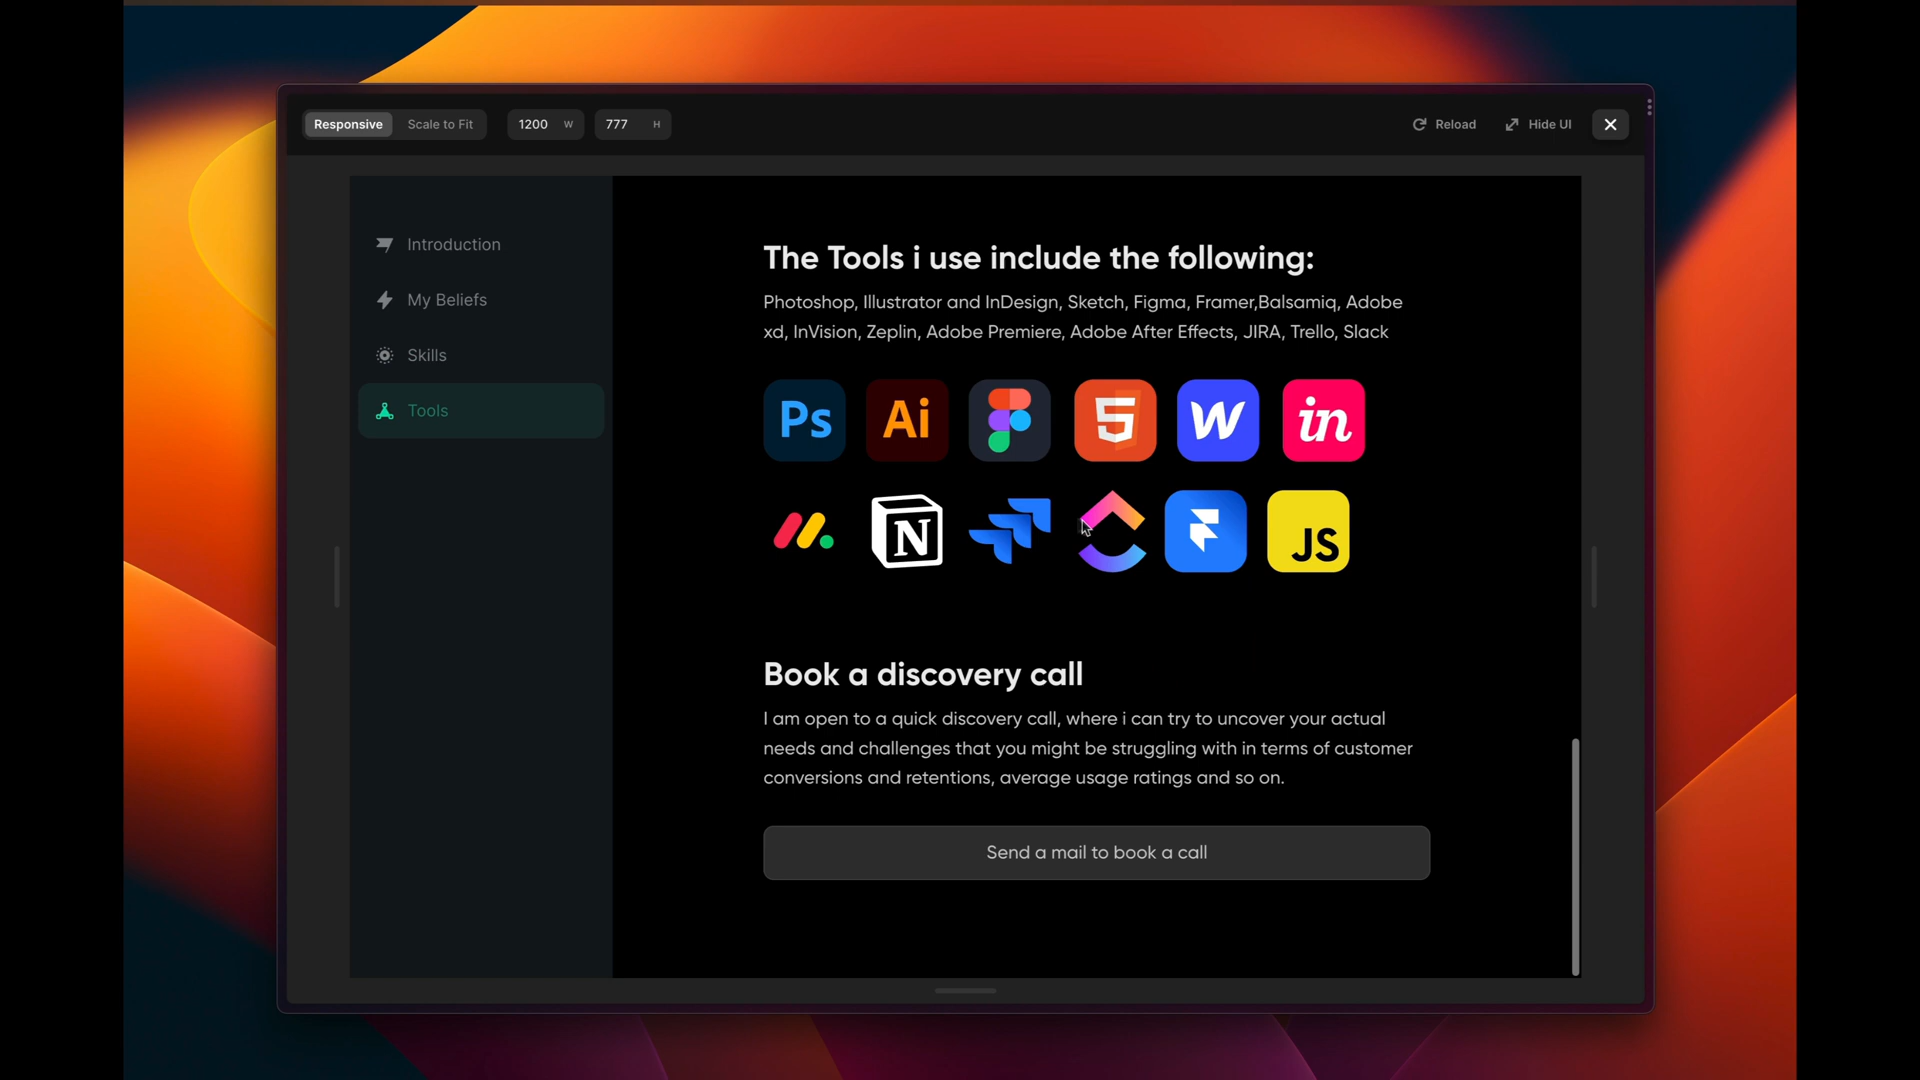 Responsive Scale to Fit 1200 W 777 H Reload Hide UI
Introduction
My Beliefs
Skills
Tools
The Tools i use include the following:
Photoshop, Illustrator and InDesign, Sketch, Figma, Framer,Balsamiq, Adobe
xd, InVision, Zeplin, Adobe Premiere, Adobe After Effects, JIRA, Trello, Slack
Ps Ai 5 W in
N JS
Book a discovery call
I am open to a quick discovery call, where i can try to uncover your actual
needs and challenges that you might be struggling with in terms of customer
conversions and retentions, average usage ratings and so on.
Send a mail to book a call